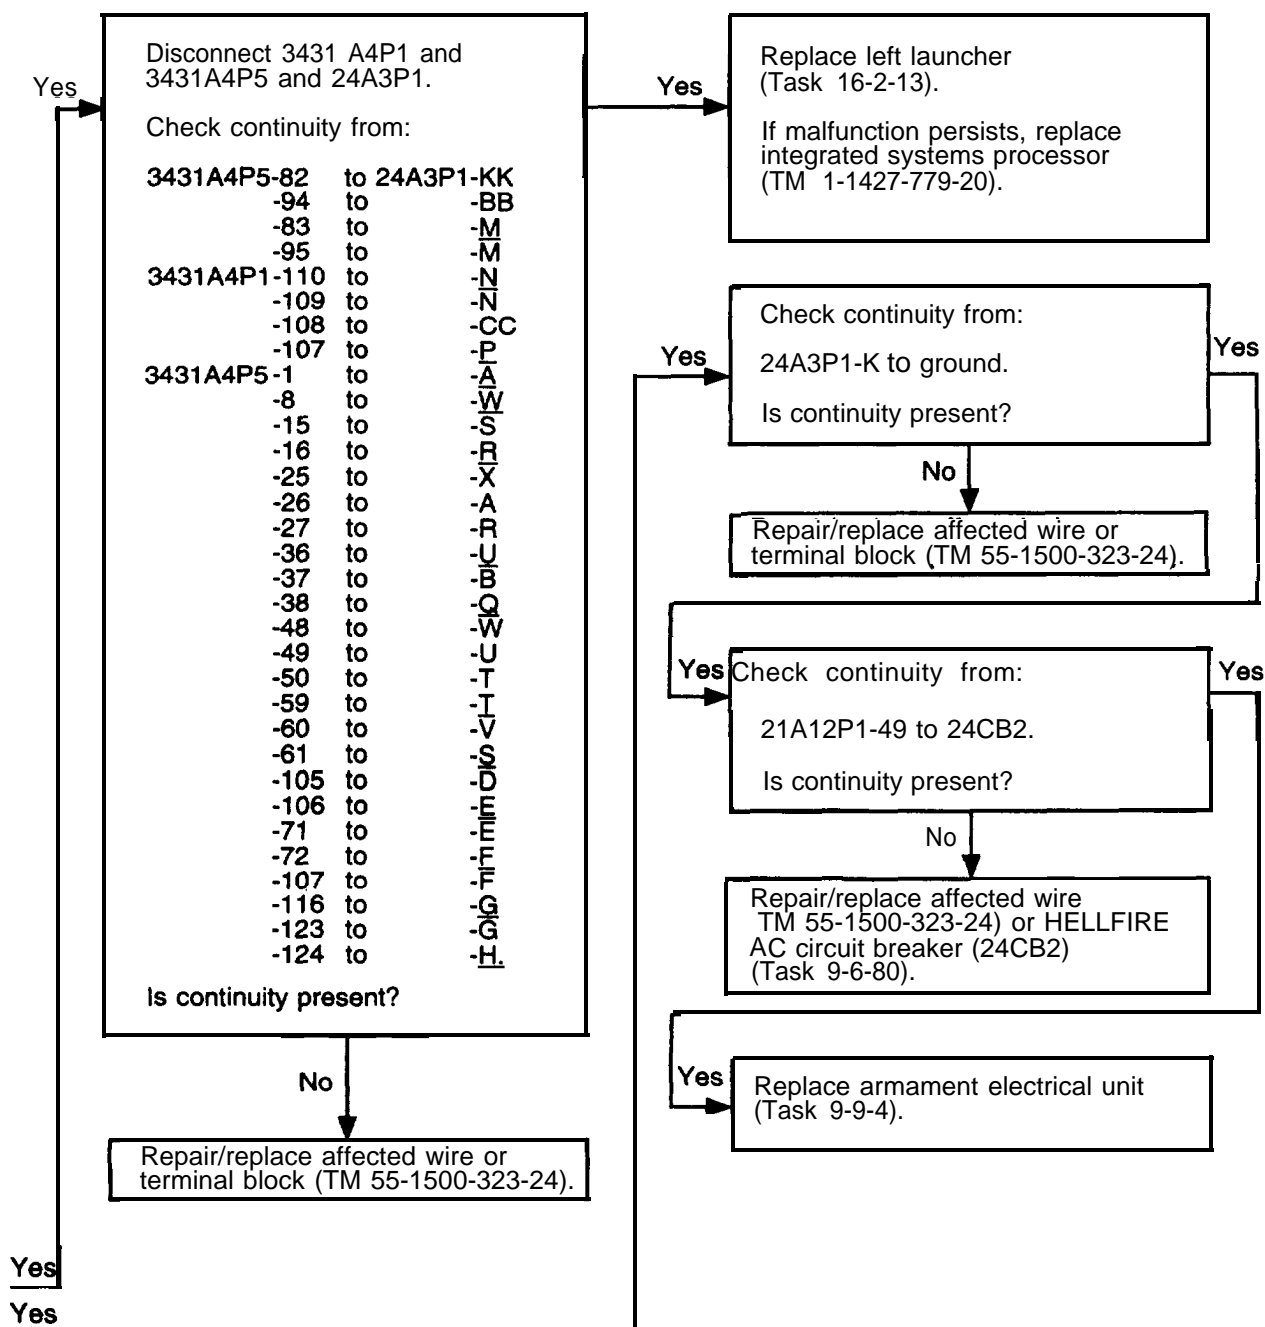 Yes
Disconnect 3431 A4P1 and
3431A4P5 and 24A3P1.
Check continuity from:
3431A4P5-82 to 24A3P1-KK
-94 to -BB
-83 to -M
-95 to -M
3431A4P1-110 to -N
-109 to -N
-108 to -CC
-107 to -P
3431A4P5-1 to -A
-8 to -W
-15 to -S
-16 to -R
-25 to -X
-26 to -A
-27 to -R
-36 to -U
-37 to -B
-38 to -Q
-48 to -W
-49 to -U
-50 to -T
-59 to -T
-60 to -V
-61 to -S
-105 to -D
-106 to -E
-71 to -E
-72 to -F
-107 to -F
-116 to -G
-123 to -G
-124 to -H.
Is continuity present?
No
Repair/replace affected wire or
terminal block (TM 55-1500-323-24).
Yes
Yes
Yes
Replace left launcher
(Task 16-2-13).
If malfunction persists, replace
integrated systems processor
(TM 1-1427-779-20).
Yes
Check continuity from:
24A3P1-K to ground.
Is continuity present?
Yes
No
Repair/replace affected wire or
terminal block (TM 55-1500-323-24).
Yes
Check continuity from:
21A12P1-49 to 24CB2.
Is continuity present?
Yes
No
Repair/replace affected wire
TM 55-1500-323-24) or HELLFIRE
AC circuit breaker (24CB2)
(Task 9-6-80).
Yes
Replace armament electrical unit
(Task 9-9-4).